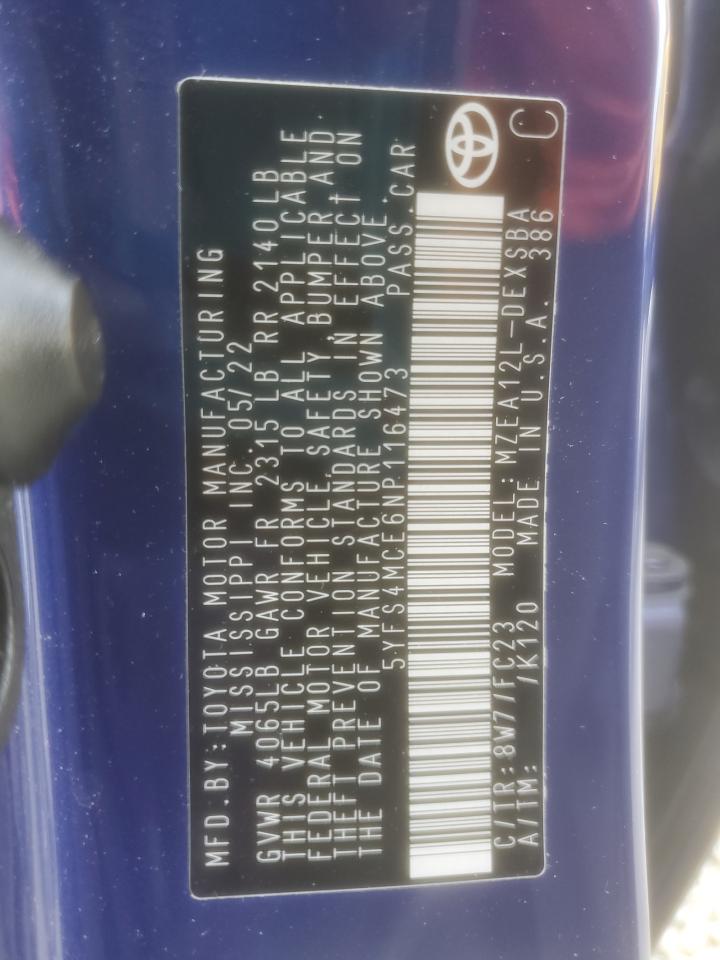 MFD.BY:TOYOTA MOTOR MANUFACTURING
MISSISSIPPI INC.05/22
GVWR 4065LB GAWR FR 2315 LB RR 2140LB
THIS VEHICLE CONFORMS TO ALL APPLICABLE
FEDERAL MOTOR VEHICLE SAFETY, BUMPER AND
THEFT PREVENTION STANDARDS IN EFFECT ON
THE DATE OF MANUFACTURE SHOWN ABOVE.
5YFS4MCE6NP116473 PASS.CAR
C/TR:8W7/FC23 MODEL:MZEA12L-DEXSBA
A/TM: /K120 MADE IN U.S.A. 386
C